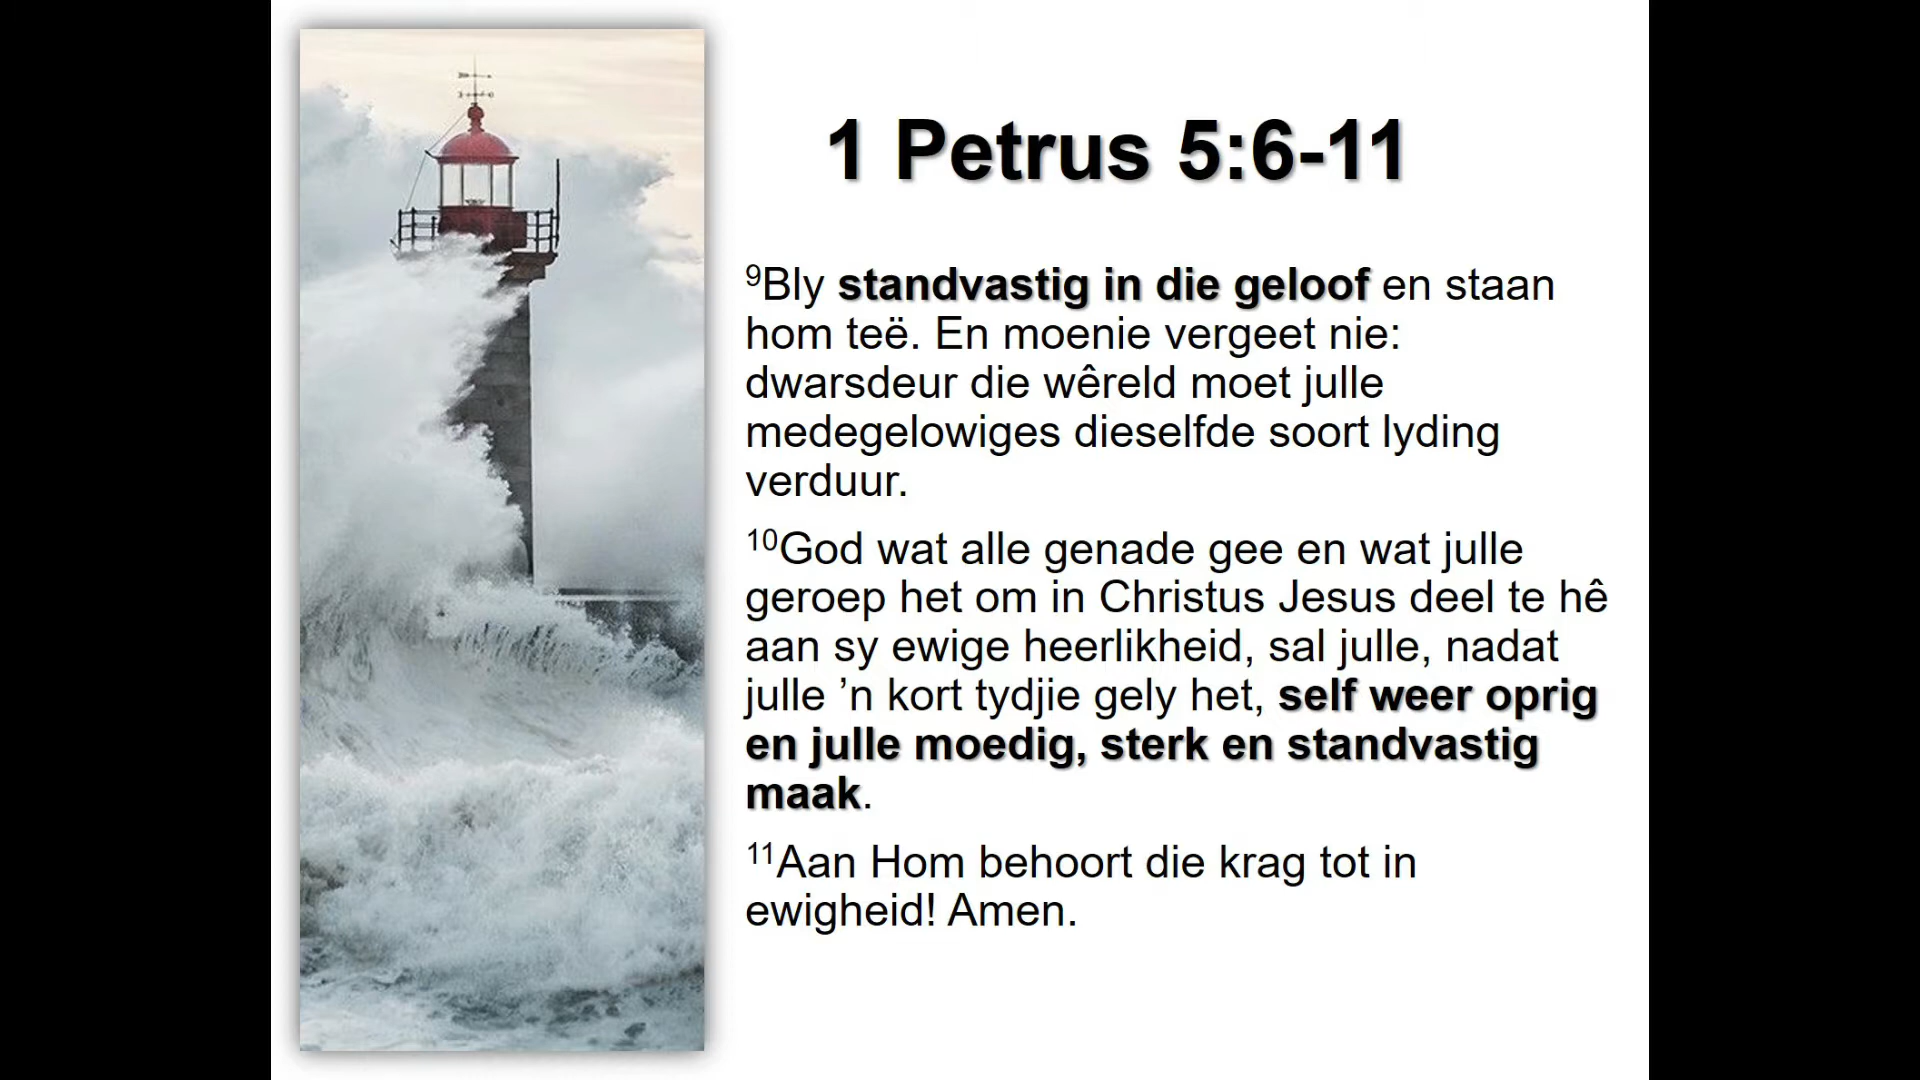 1 Petrus 5:6-11
⁹Bly standvastig in die geloof en staan
hom teë. En moenie vergeet nie:
dwarsdeur die wêreld moet julle
medegelowiges dieselfde soort lyding
verduur.
¹⁰God wat alle genade gee en wat julle
geroep het om in Christus Jesus deel te hê
aan sy ewige heerlikheid, sal julle, nadat
julle ’n kort tydjie gely het, self weer oprig
en julle moedig, sterk en standvastig
maak.
¹¹Aan Hom behoort die krag tot in
ewigheid! Amen.